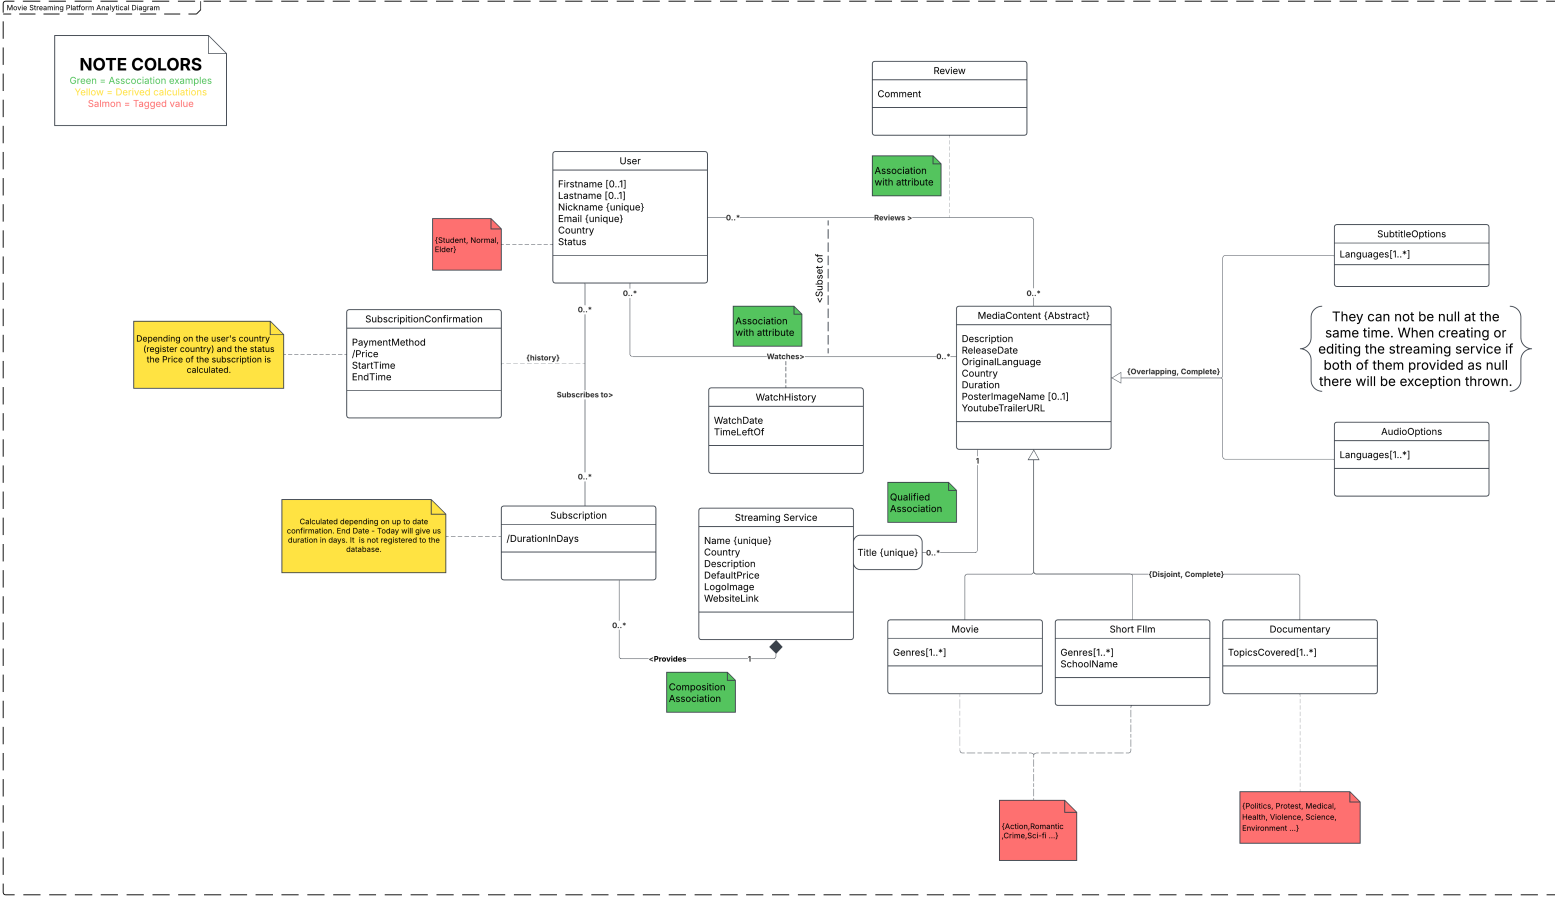 Movie Streaming Platform Analytical Diagram
NOTE COLORS
Green = Asscociation examples
Yellow = Derived calculations
Salmon = Tagged value
Review
Comment
Association
with attribute
User
Firstname [0..1]
Lastname [0..1]
Nickname {unique}
Email {unique}
Country
Status
{Student, Normal,
Elder}
0..*
Reviews >
0..*
<Subset of
0..*
0..*
Association
with attribute
Watches>
0..*
WatchHistory
WatchDate
TimeLeftOf
SubscripitionConfirmation
PaymentMethod
/Price
StartTime
EndTime
Depending on the user's country
(register country) and the status
the Price of the subscription is
calculated.
{history}
Subscribes to>
0..*
MediaContent {Abstract}
Description
ReleaseDate
OriginalLanguage
Country
Duration
PosterImageName [0..1]
YoutubeTrailerURL
SubtitleOptions
Languages[1..*]
They can not be null at the
same time. When creating or
editing the streaming service if
both of them provided as null
there will be exception thrown.
{Overlapping, Complete}
AudioOptions
Languages[1..*]
1
Qualified
Association
Subscription
/DurationInDays
Calculated depending on up to date
confirmation. End Date - Today will give us
duration in days. It is not registered to the
database.
Streaming Service
Name {unique}
Country
Description
DefaultPrice
LogoImage
WebsiteLink
Title {unique}
0..*
0..*
<Provides
1
Composition
Association
{Disjoint, Complete}
Movie
Genres[1..*]
Short FIlm
Genres[1..*]
SchoolName
Documentary
TopicsCovered[1..*]
{Action,Romantic
,Crime,Sci-fi ...}
{Politics, Protest, Medical,
Health, Violence, Science,
Environment ...}